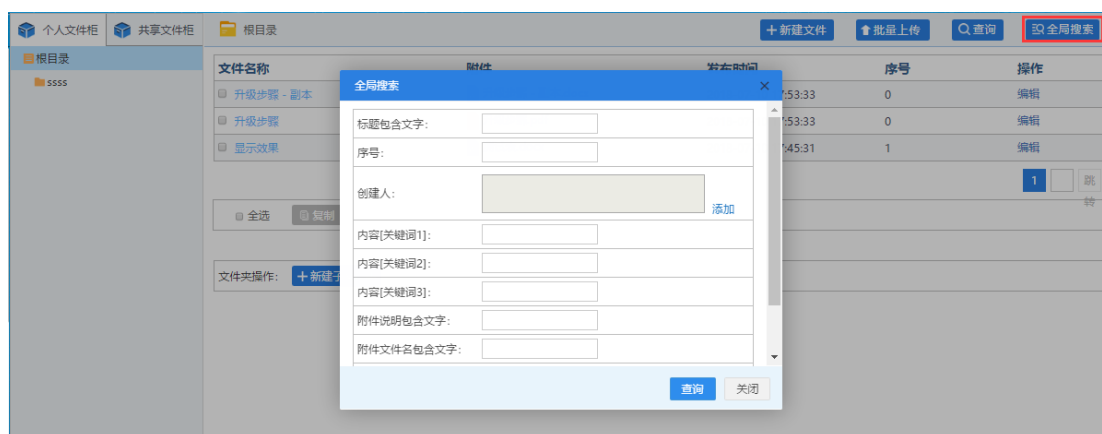 个人文件柜 共享文件柜 根目录 新建文件 批量上传 查询 全局搜索
根目录
ssss
文件名称 附件 发布时间 序号 操作
升级步骤 - 副本 7:53:33 0 编辑
升级步骤 7:53:33 0 编辑
显示效果 7:45:31 1 编辑
1 跳转
全选 复制
文件夹操作: 新建子
全局搜索
标题包含文字:
序号:
创建人: 添加
内容[关键词1]:
内容[关键词2]:
内容[关键词3]:
附件说明包含文字:
附件文件名包含文字:
查询 关闭